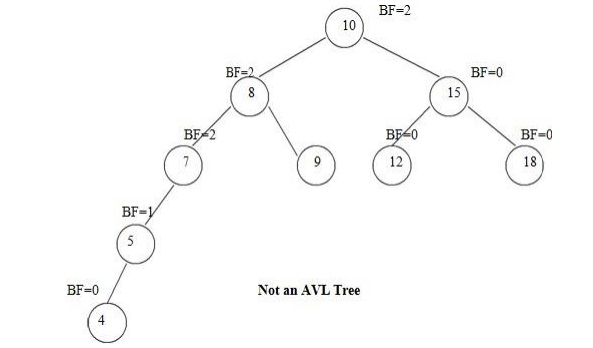 BF=2
10
BF=2
BF=0
8
15
BF=2
BF=0
BF=0
7
9
12
18
BF=1
5
BF=0
Not an AVL Tree
4